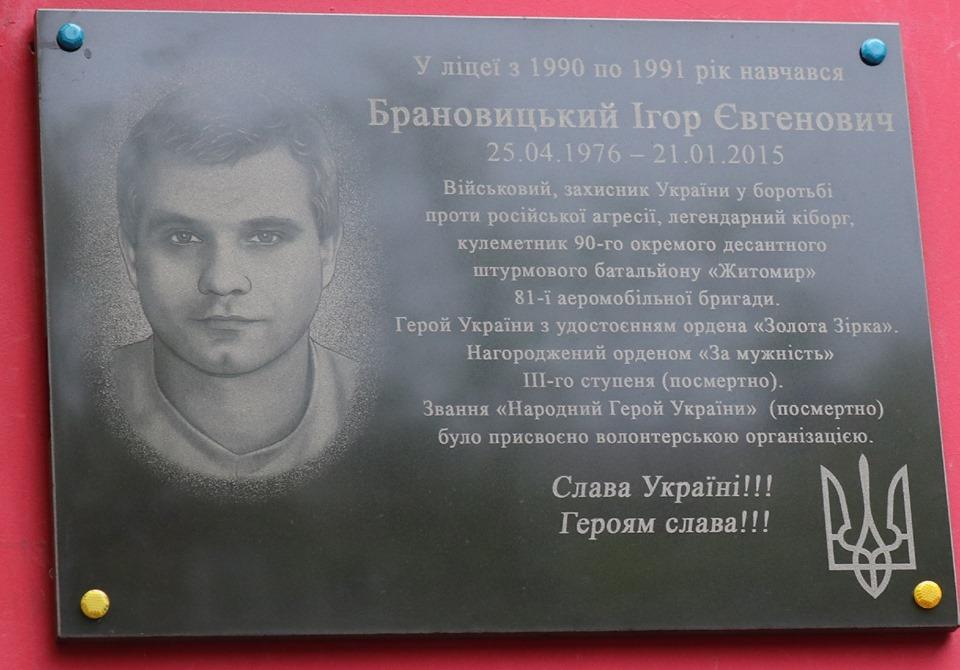 У ліцеї з 1990 по 1991 рік навчався
Брановицький Ігор Євгенович
25.04.1976 – 21.01.2015
Військовий, захисник України у боротьбі
проти російської агресії, легендарний кіборг,
кулеметник 90-го окремого десантного
штурмового батальйону «Житомир»
81-ї аеромобільної бригади.
Герой України з удостоєнням ордена «Золота Зірка».
Нагороджений орденом «За мужність»
ІІІ-го ступеня (посмертно).
Звання «Народний Герой України» (посмертно)
було присвоєно волонтерською організацією.
Слава Україні!!!
Героям слава!!!